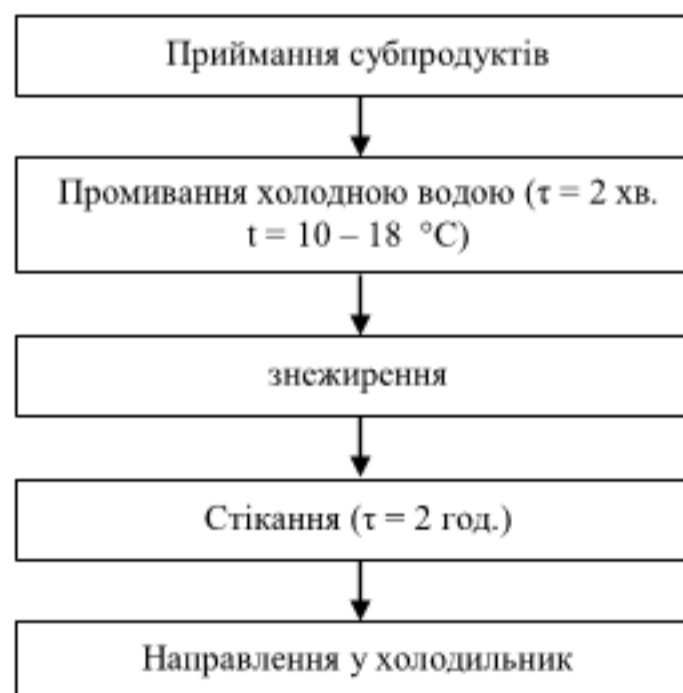 Приймання субпродуктів
Промивання холодною водою (τ = 2 хв.
t = 10 – 18 °C)
знежирення
Стікання (τ = 2 год.)
Направлення у холодильник